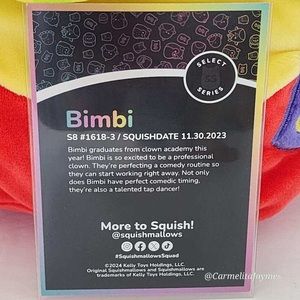 SELECT
SS
SERIES
Bimbi
S8 #1618-3 / SQUISHDATE 11.30.2023
Bimbi graduates from clown academy this
year! Bimbi is so excited to be a professional
clown. They're perfecting a comedy routine so
they can start working right away. Not only
does Bimbi have perfect comedic timing,
they're also a talented tap dancer!
More to Squish!
@squishmallows
#SquishmallowsSquad
©2024 Kelly Toys Holdings, LLC.
Original Squishmallows and Squishmallows are
trademarks of Kelly Toys Holdings, LLC.
@Carmelitafaymes